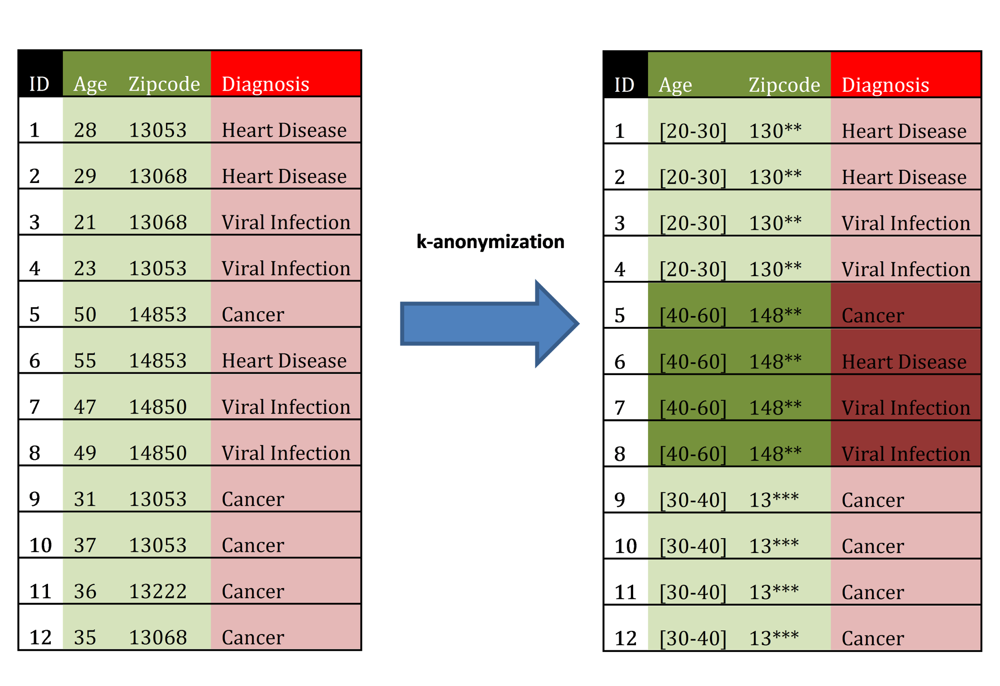 ID Age Zipcode Diagnosis
1 28 13053 Heart Disease
2 29 13068 Heart Disease
3 21 13068 Viral Infection
4 23 13053 Viral Infection
5 50 14853 Cancer
6 55 14853 Heart Disease
7 47 14850 Viral Infection
8 49 14850 Viral Infection
9 31 13053 Cancer
10 37 13053 Cancer
11 36 13222 Cancer
12 35 13068 Cancer
k-anonymization
ID Age Zipcode Diagnosis
1 [20-30] 130** Heart Disease
2 [20-30] 130** Heart Disease
3 [20-30] 130** Viral Infection
4 [20-30] 130** Viral Infection
5 [40-60] 148** Cancer
6 [40-60] 148** Heart Disease
7 [40-60] 148** Viral Infection
8 [40-60] 148** Viral Infection
9 [30-40] 13*** Cancer
10 [30-40] 13*** Cancer
11 [30-40] 13*** Cancer
12 [30-40] 13*** Cancer